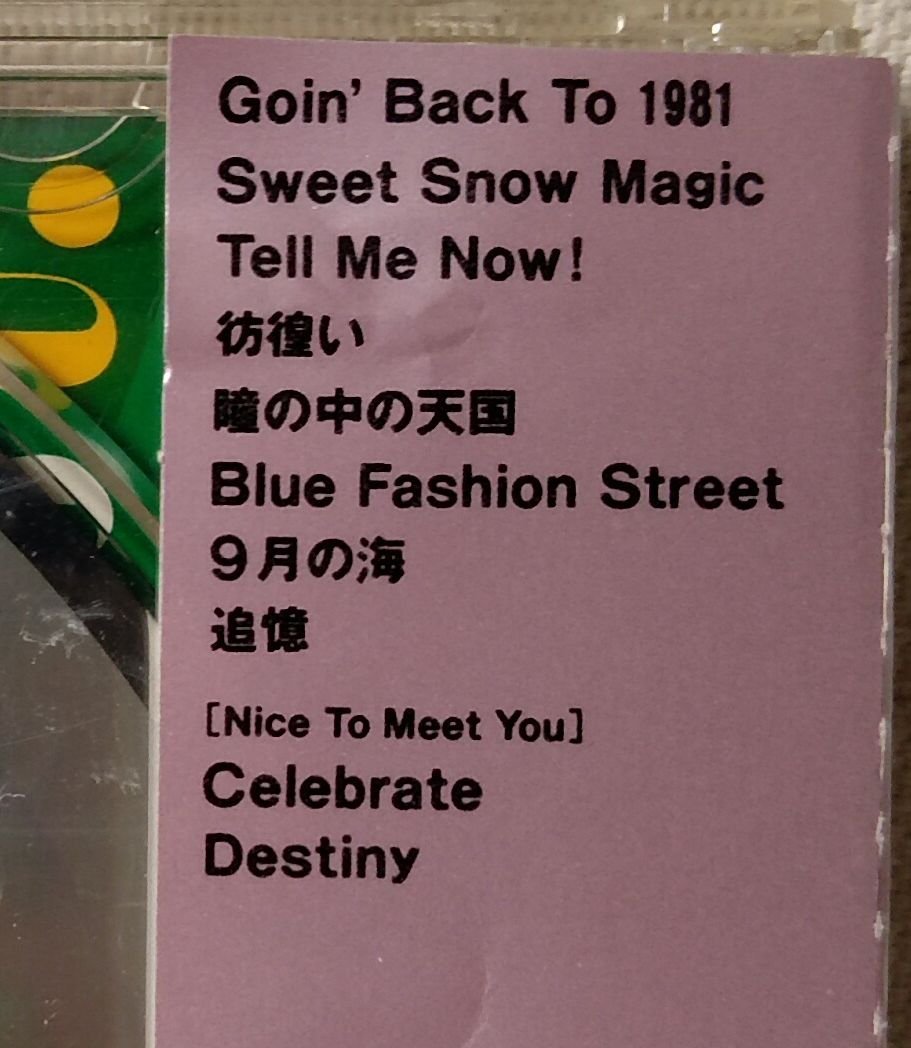 Goin' Back To 1981
Sweet Snow Magic
Tell Me Now!
彷徨い
瞳の中の天国
Blue Fashion Street
９月の海
追憶
[Nice To Meet You]
Celebrate
Destiny